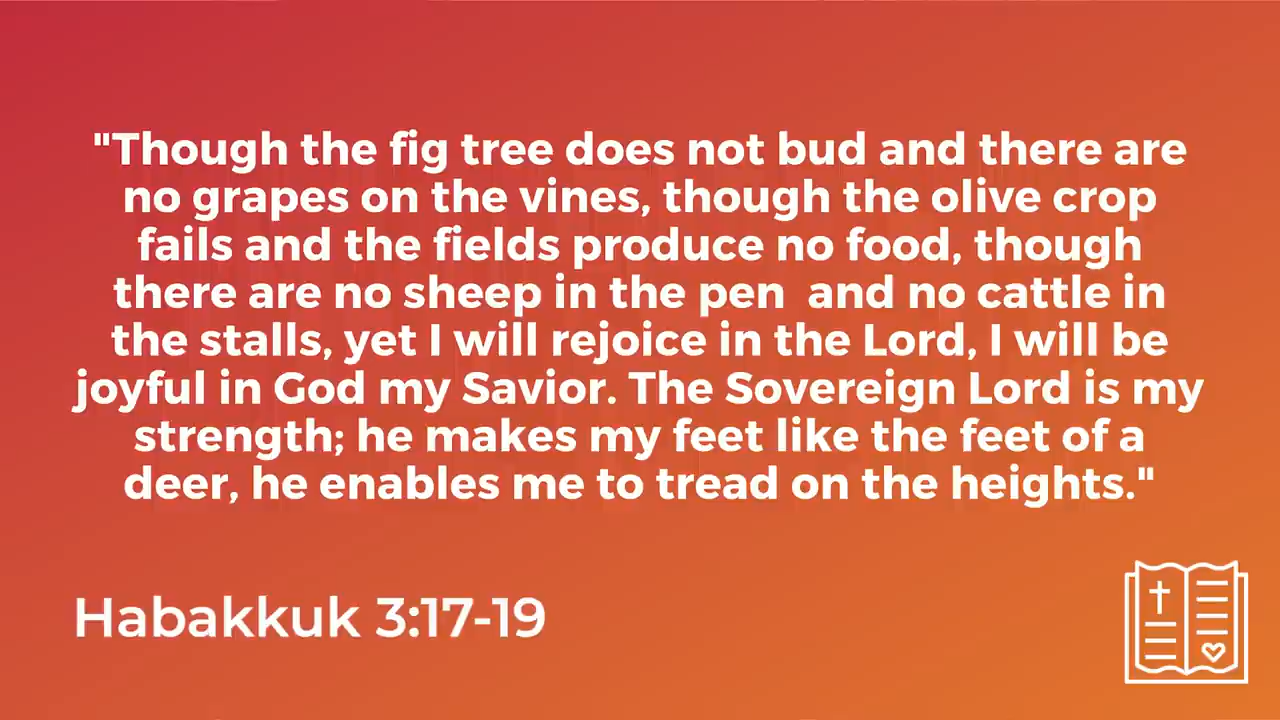 "Though the fig tree does not bud and there are
no grapes on the vines, though the olive crop
fails and the fields produce no food, though
there are no sheep in the pen  and no cattle in
the stalls, yet I will rejoice in the Lord, I will be
joyful in God my Savior. The Sovereign Lord is my
strength; he makes my feet like the feet of a
deer, he enables me to tread on the heights."
Habakkuk 3:17-19